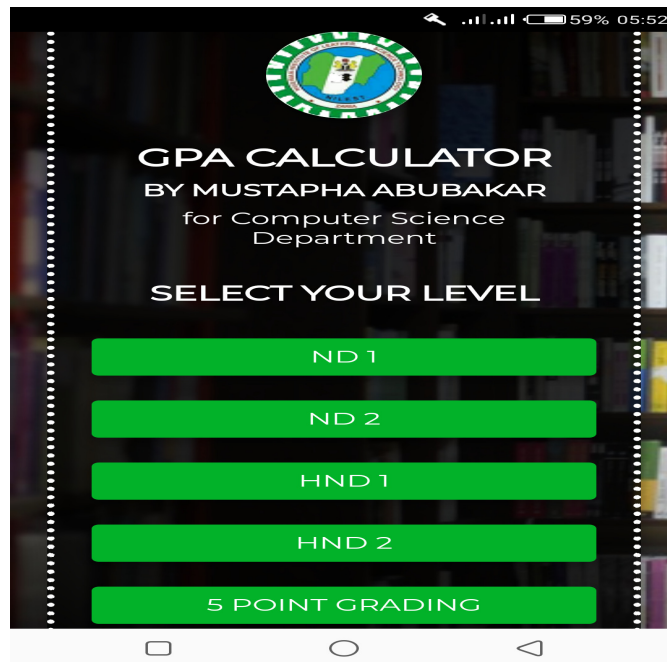 59% 05:52
GPA CALCULATOR
BY MUSTAPHA ABUBAKAR
for Computer Science
Department
SELECT YOUR LEVEL
ND 1
ND 2
HND 1
HND 2
5 POINT GRADING